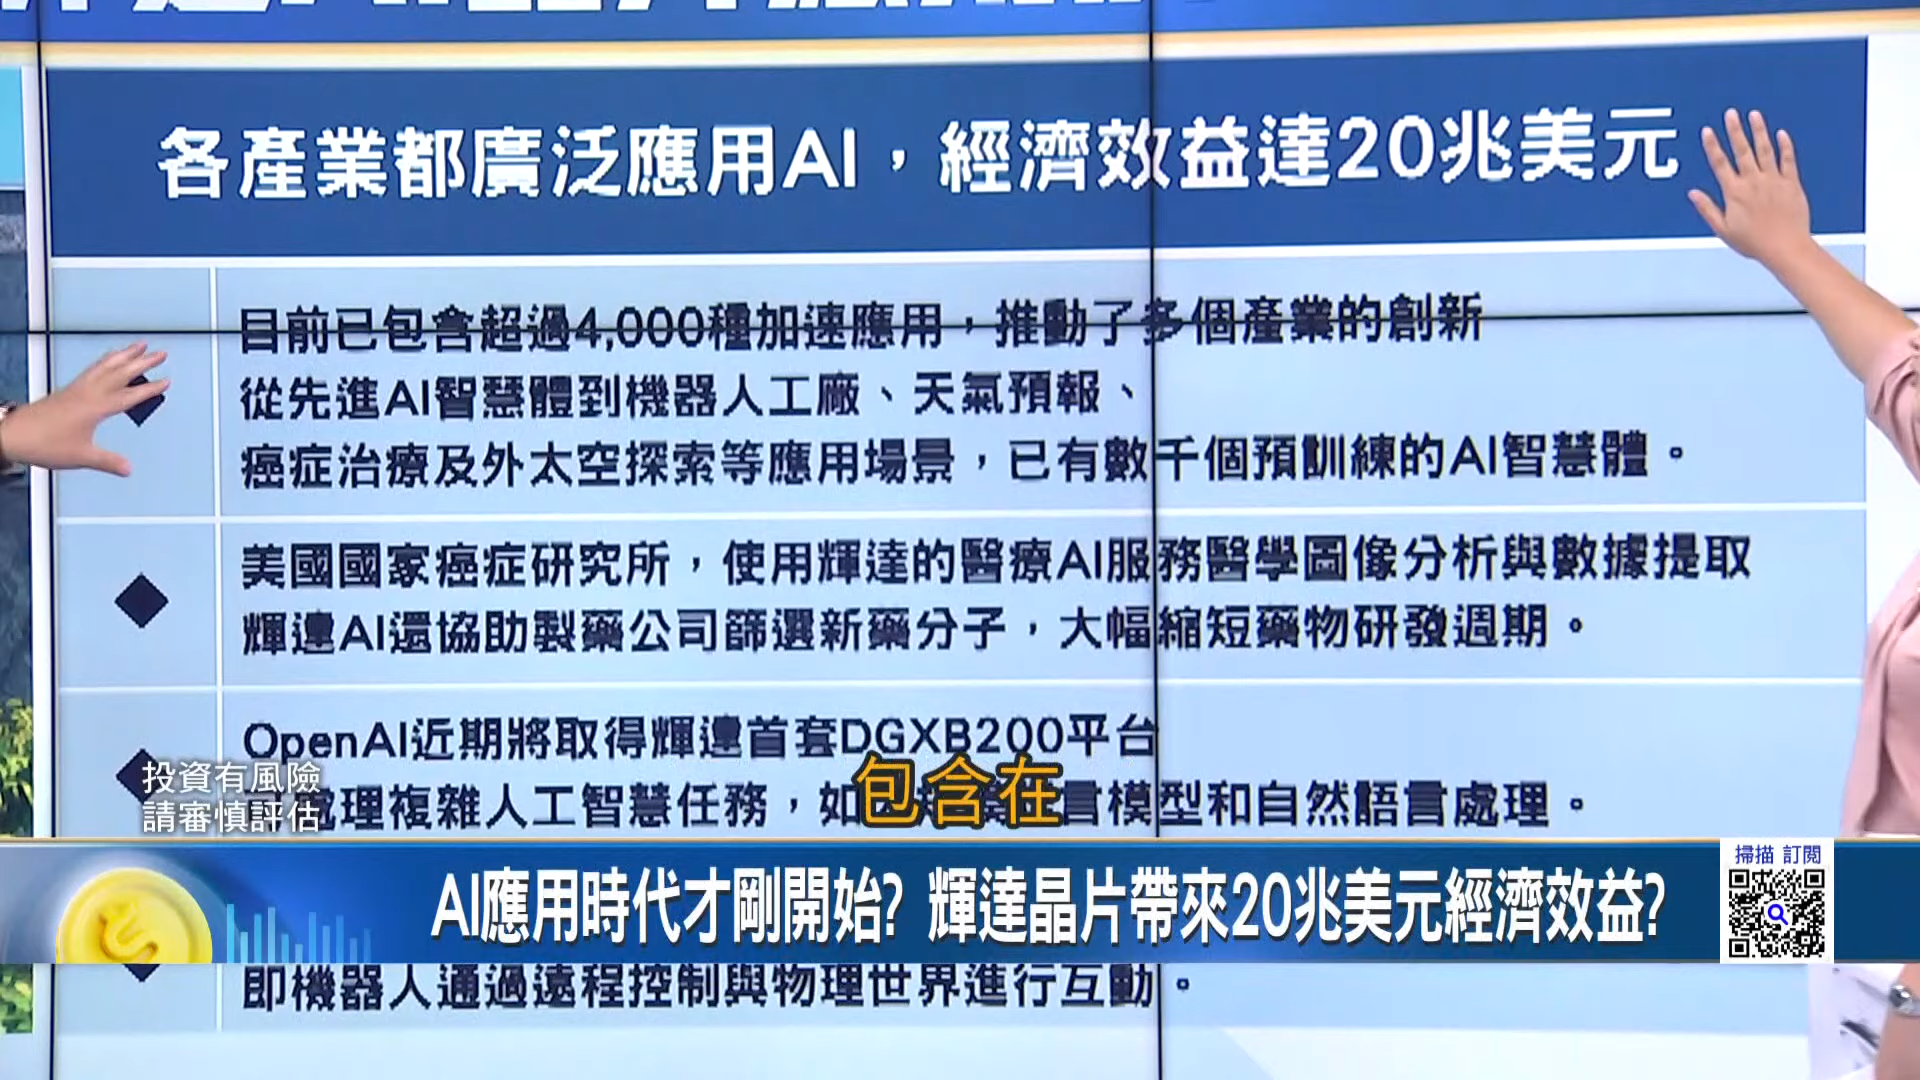 各產業都廣泛應用AI，經濟效益達20兆美元
目前已包含超過4,000種加速應用，推動了多個產業的創新
從先進AI智慧體到機器人工廠、天氣預報、
癌症治療及外太空探索等應用場景，已有數千個預訓練的AI智慧體。
美國國家癌症研究所，使用輝達的醫療AI服務醫學圖像分析與數據提取
輝達AI還協助製藥公司篩選新藥分子，大幅縮短藥物研發週期。
OpenAI近期將取得輝達首套DGXB200平台
處理複雜人工智慧任務，如 言模型和自然語言處理。
包含在
投資有風險
請審慎評估
掃描 訂閱
AI應用時代才剛開始? 輝達晶片帶來20兆美元經濟效益?
即機器人通過遠程控制與物理世界進行互動。